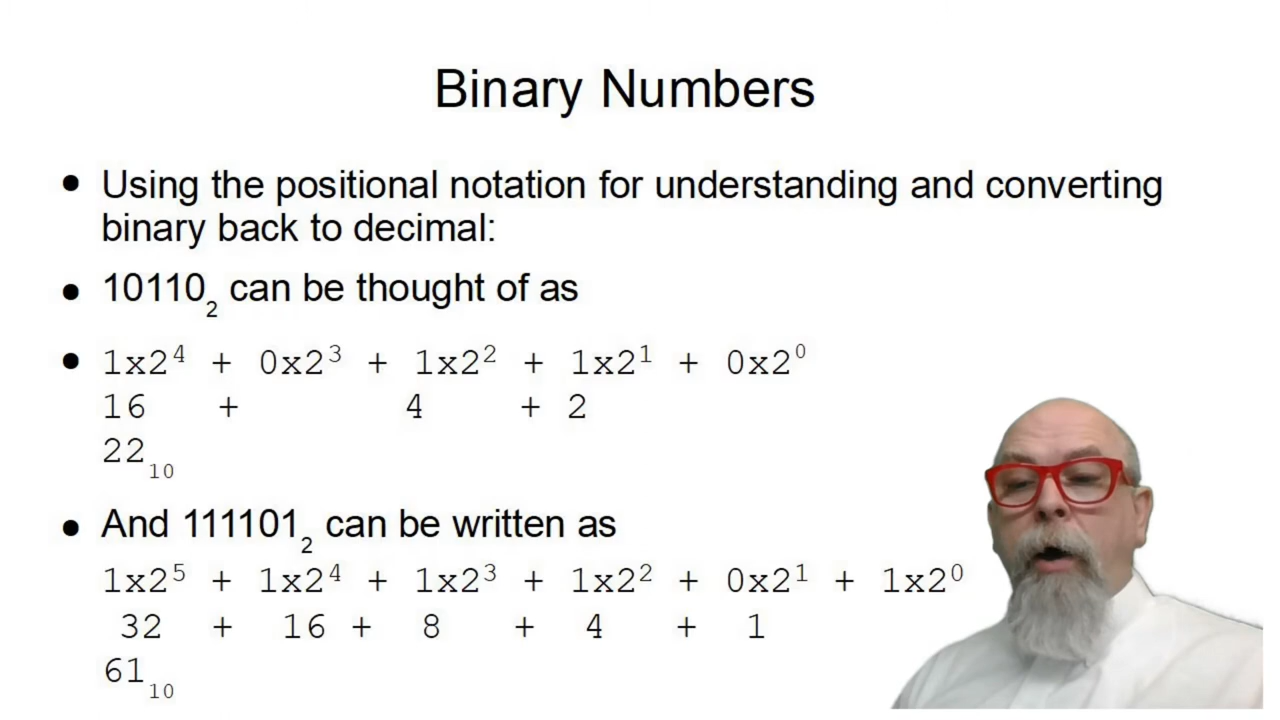 Binary Numbers
● Using the positional notation for understanding and converting
binary back to decimal:
● 10110₂ can be thought of as
● 1x2⁴ + 0x2³ + 1x2² + 1x2¹ + 0x2⁰
16 + 4 + 2
22₁₀
● And 111101₂ can be written as
1x2⁵ + 1x2⁴ + 1x2³ + 1x2² + 0x2¹ + 1x2⁰
32 + 16 + 8 + 4 + 1
61₁₀